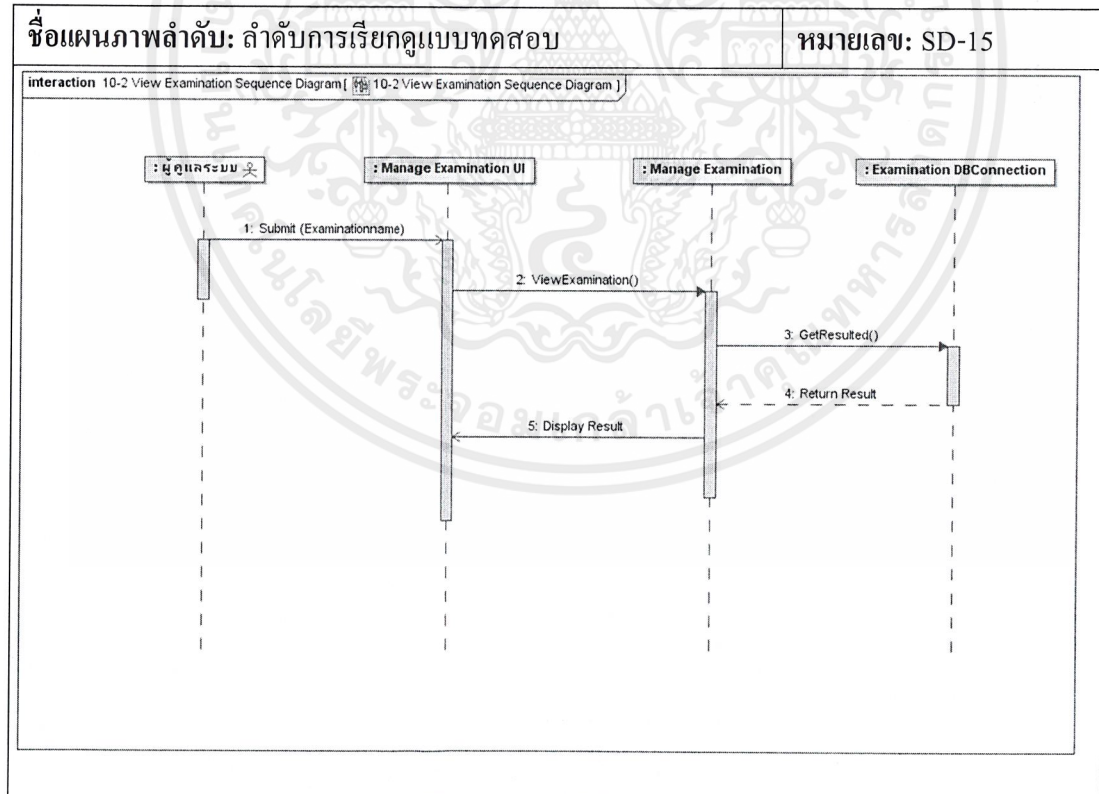 ชื่อแผนภาพลำดับ: ลำดับการเรียกดูแบบทดสอบ
หมายเลข: SD-15
interaction 10-2 View Examination Sequence Diagram [ 10-2 View Examination Sequence Diagram ]
: ผู้ดูแลระบบ
: Manage Examination UI
: Manage Examination
: Examination DBConnection
1: Submit (Examinationname)
2: ViewExamination()
3: GetResulted()
4: Return Result
5: Display Result